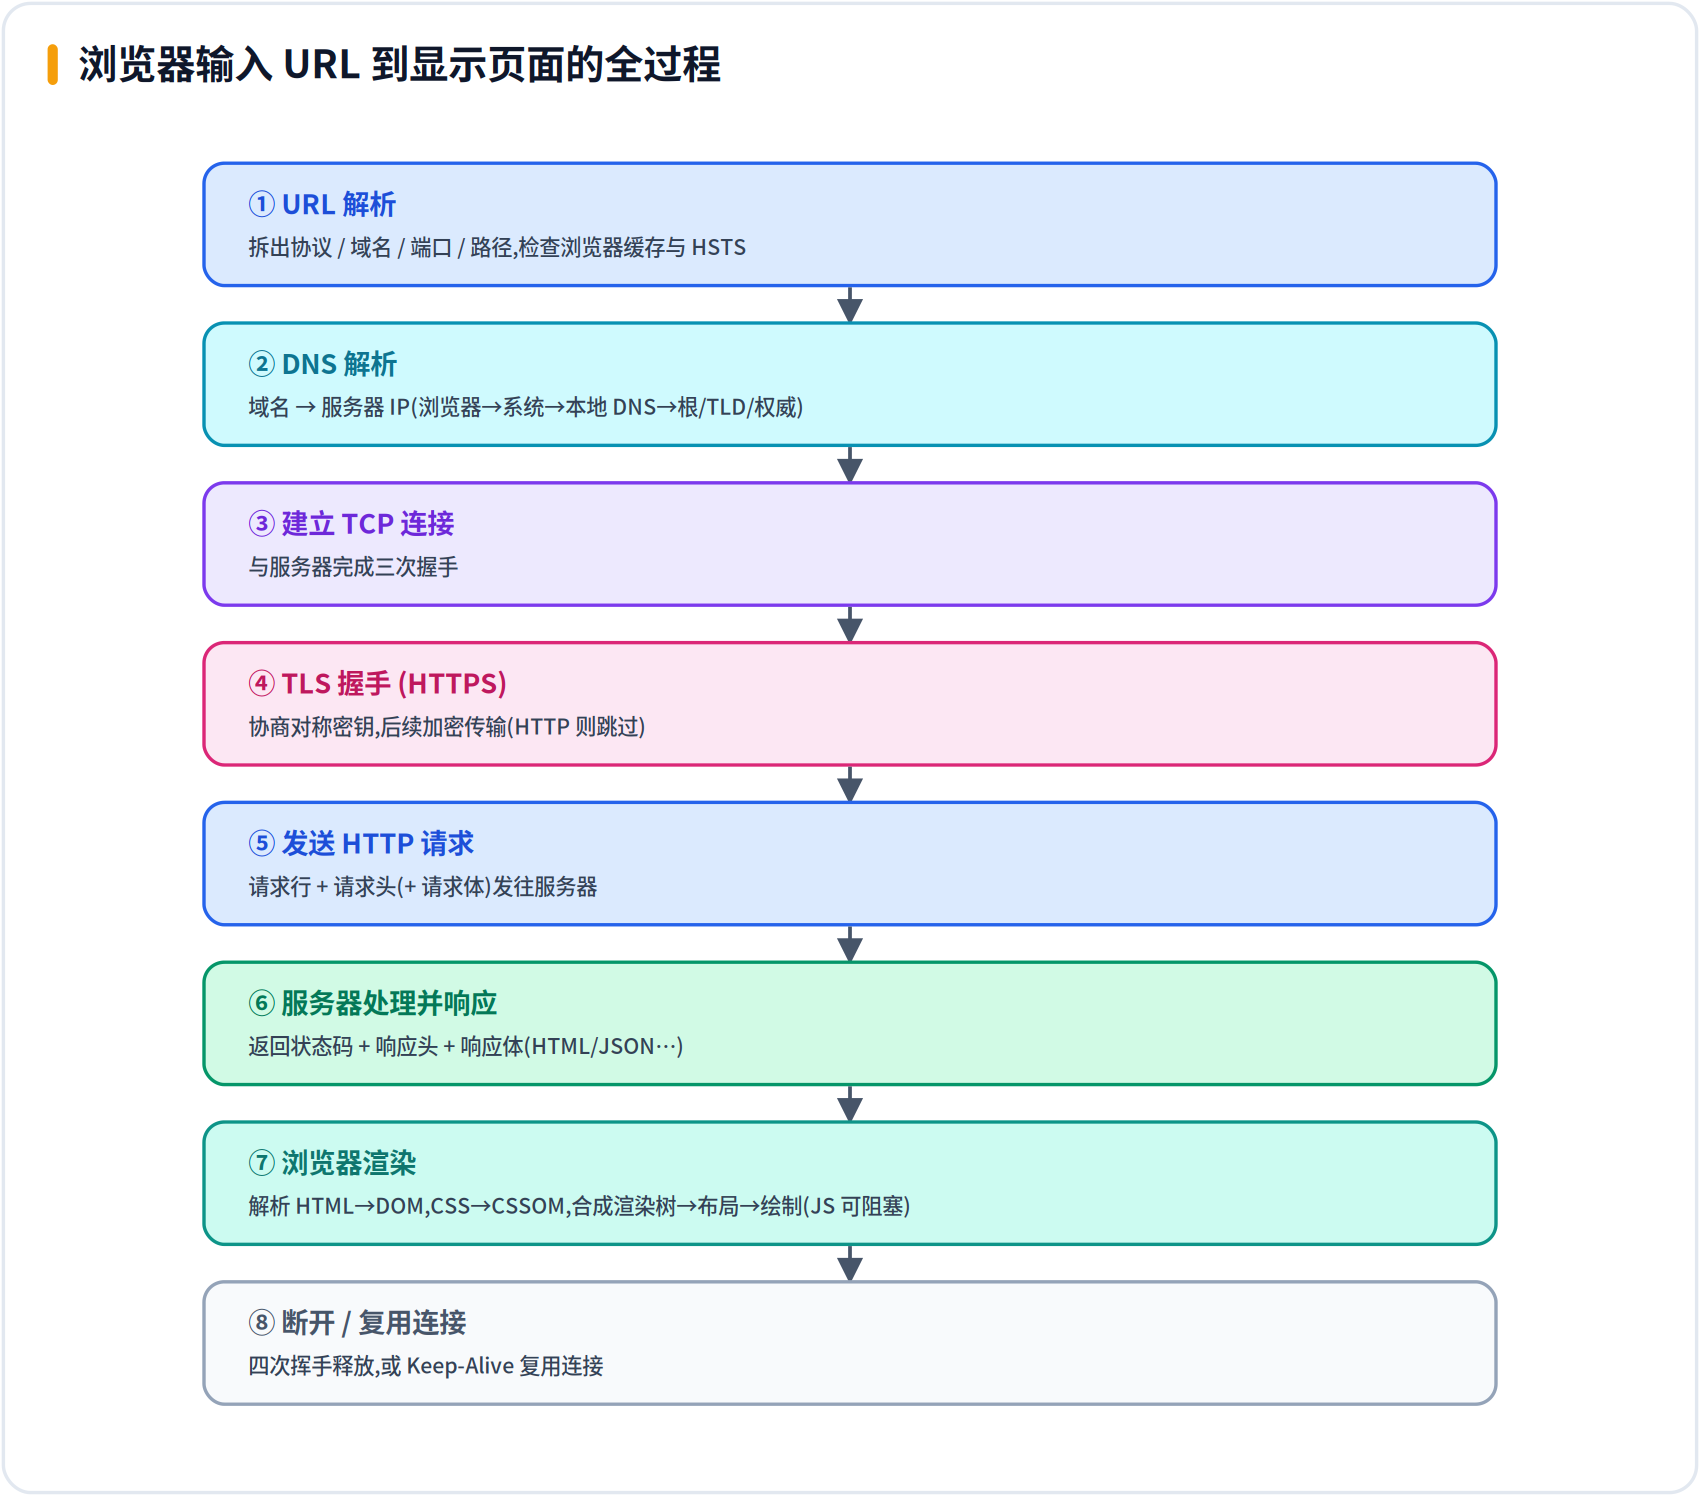 浏览器输入 URL 到显示页面的全过程
① URL 解析
拆出协议 / 域名 / 端口 / 路径,检查浏览器缓存与 HSTS
② DNS 解析
域名 → 服务器 IP(浏览器→系统→本地 DNS→根/TLD/权威)
③ 建立 TCP 连接
与服务器完成三次握手
④ TLS 握手 (HTTPS)
协商对称密钥,后续加密传输(HTTP 则跳过)
⑤ 发送 HTTP 请求
请求行 + 请求头(+ 请求体)发往服务器
⑥ 服务器处理并响应
返回状态码 + 响应头 + 响应体(HTML/JSON…)
⑦ 浏览器渲染
解析 HTML→DOM,CSS→CSSOM,合成渲染树→布局→绘制(JS 可阻塞)
⑧ 断开 / 复用连接
四次挥手释放,或 Keep-Alive 复用连接